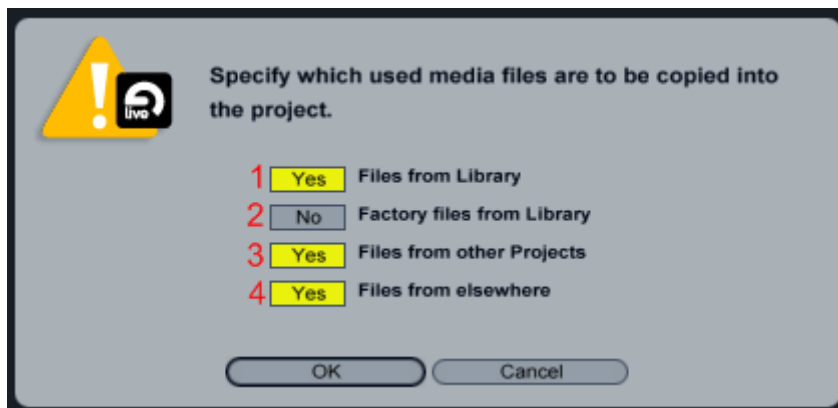 Specify which used media files are to be copied into
the project.
live
1 Yes Files from Library
2 No Factory files from Library
3 Yes Files from other Projects
4 Yes Files from elsewhere
OK Cancel